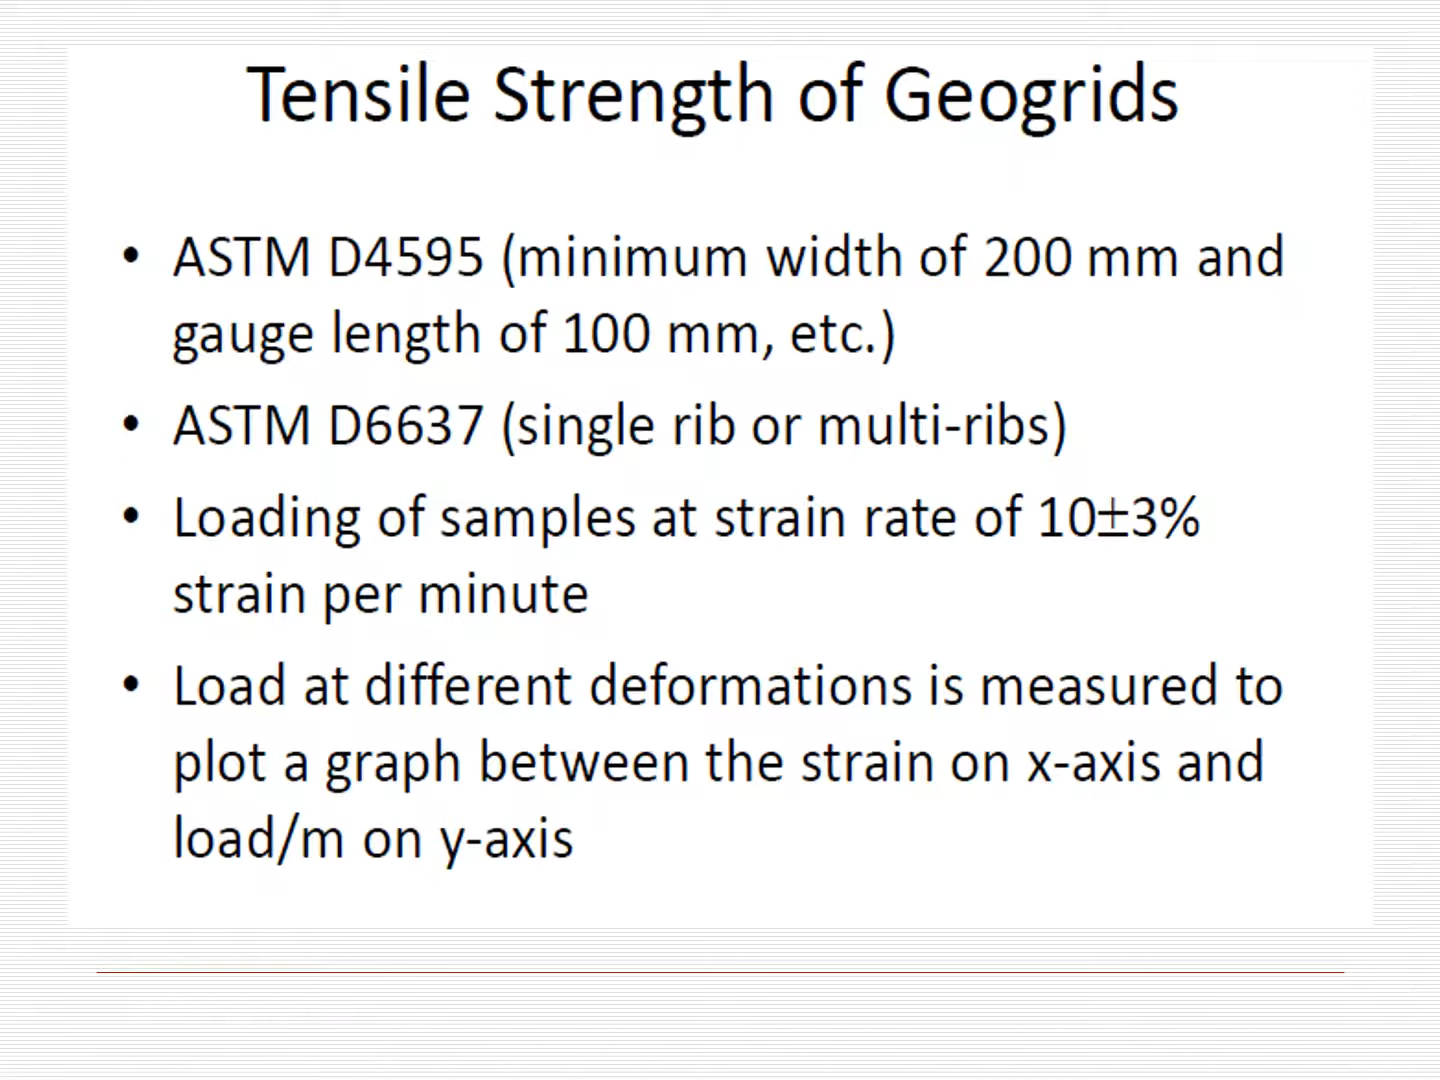 Tensile Strength of Geogrids
• ASTM D4595 (minimum width of 200 mm and
gauge length of 100 mm, etc.)
• ASTM D6637 (single rib or multi-ribs)
• Loading of samples at strain rate of 10±3%
strain per minute
• Load at different deformations is measured to
plot a graph between the strain on x-axis and
load/m on y-axis